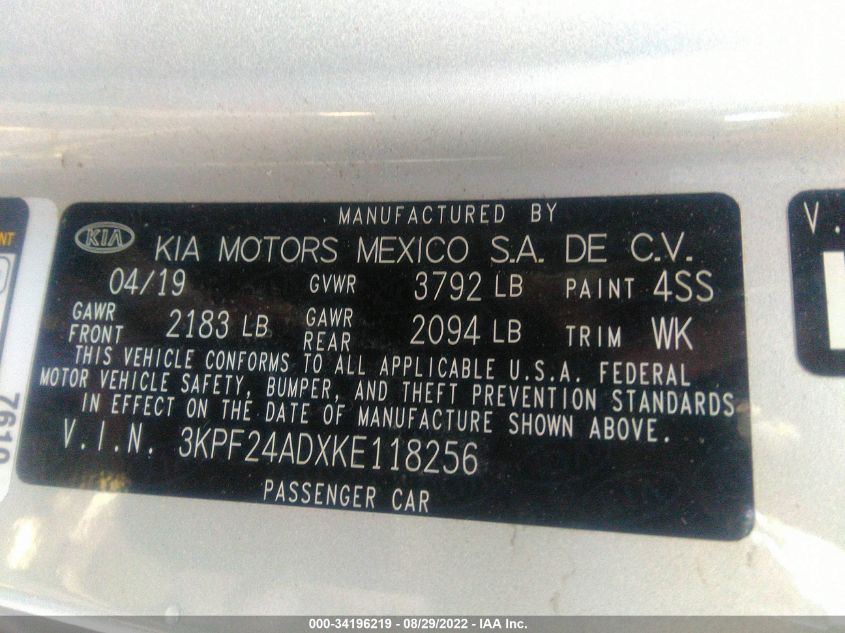 MANUFACTURED BY
KIA KIA MOTORS MEXICO S.A. DE C.V.
04/19 GVWR 3792 LB PAINT 4SS
GAWR FRONT 2183 LB GAWR REAR 2094 LB TRIM WK
THIS VEHICLE CONFORMS TO ALL APPLICABLE U.S.A. FEDERAL
MOTOR VEHICLE SAFETY, BUMPER, AND THEFT PREVENTION STANDARDS
IN EFFECT ON THE DATE OF MANUFACTURE SHOWN ABOVE.
V.I.N. 3KPF24ADXKE118256
PASSENGER CAR
NT
7619
V.
000-34196219 - 08/29/2022 - IAA Inc.